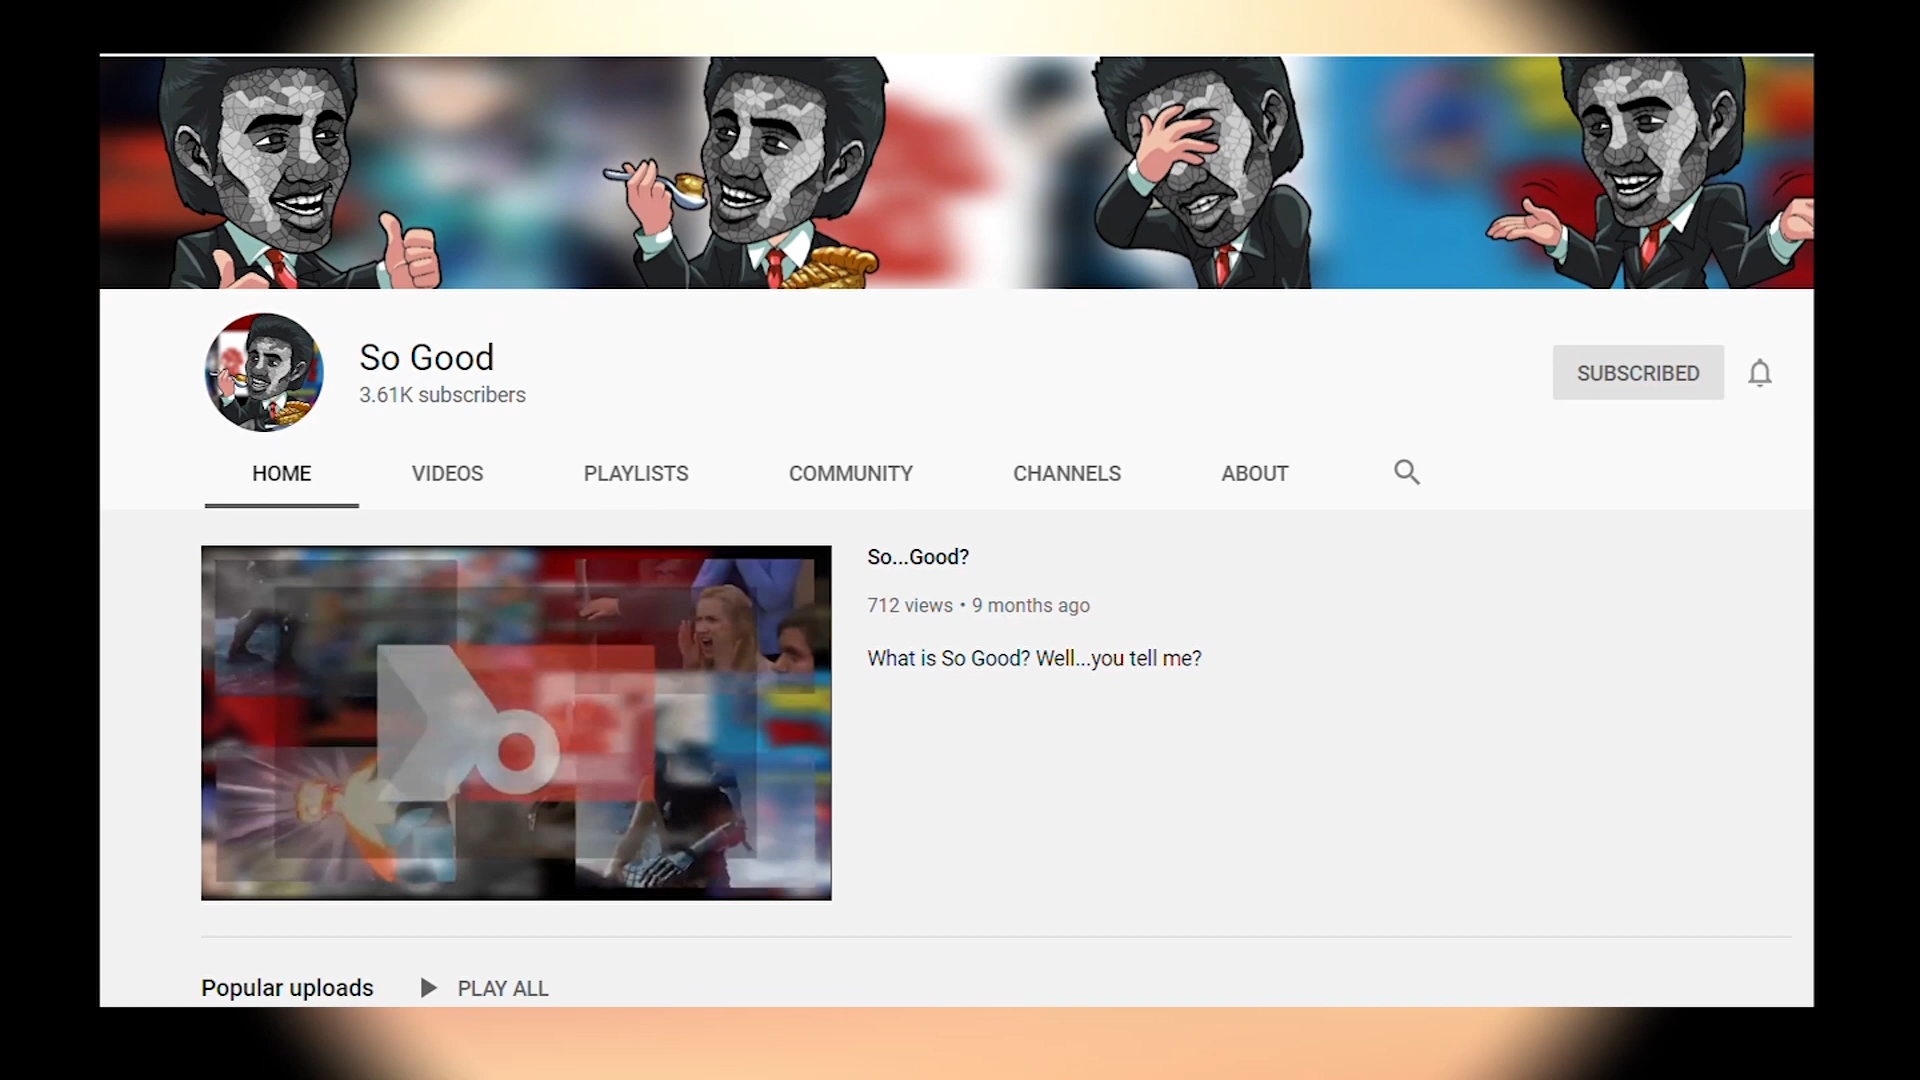 So Good
3.61K subscribers
SUBSCRIBED
HOME VIDEOS PLAYLISTS COMMUNITY CHANNELS ABOUT
So...Good?
712 views • 9 months ago
What is So Good? Well...you tell me?
Popular uploads PLAY ALL